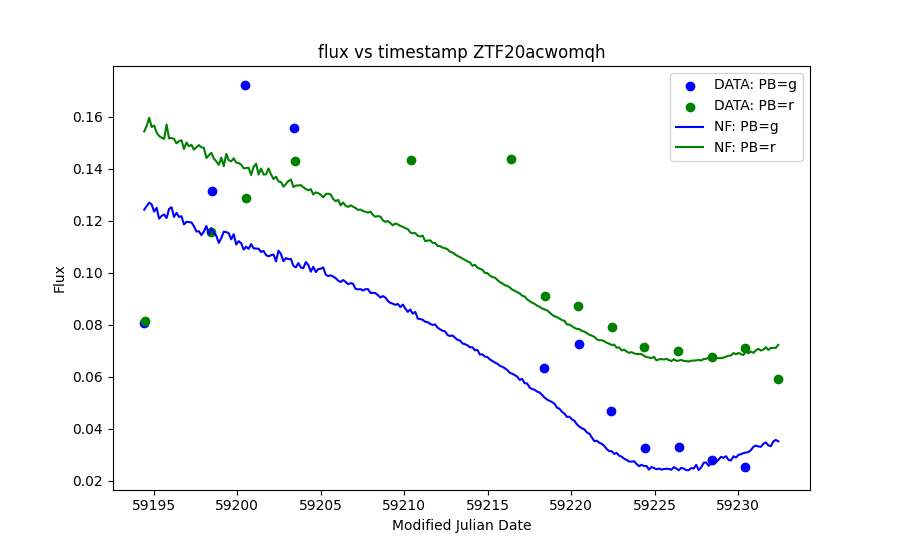 flux vs timestamp ZTF20acwomqh
DATA: PB=g
DATA: PB=r
NF: PB=g
NF: PB=r
Flux
0.16
0.14
0.12
0.10
0.08
0.06
0.04
0.02
59195 59200 59205 59210 59215 59220 59225 59230
Modified Julian Date